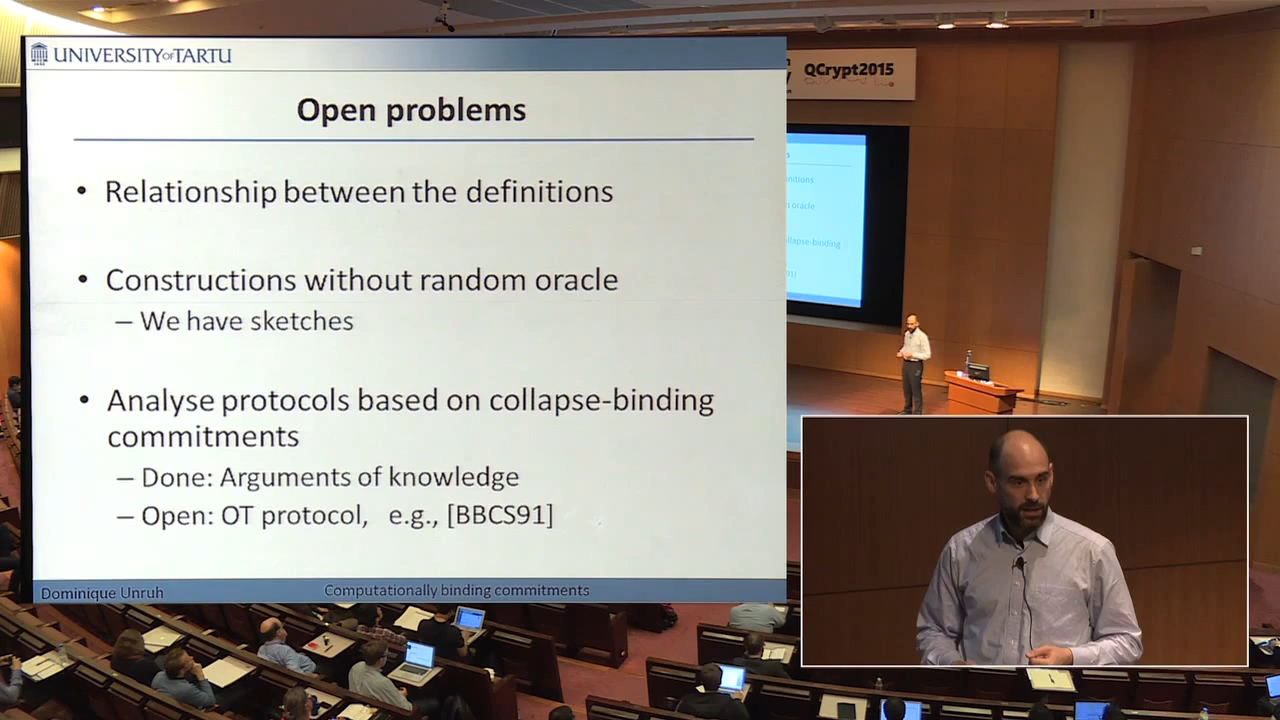 UNIVERSITY OF TARTU
QCrypt2015
Open problems
• Relationship between the definitions
• Constructions without random oracle
– We have sketches
• Analyse protocols based on collapse-binding
commitments
– Done: Arguments of knowledge
– Open: OT protocol, e.g., [BBCS91]
Dominique Unruh
Computationally binding commitments